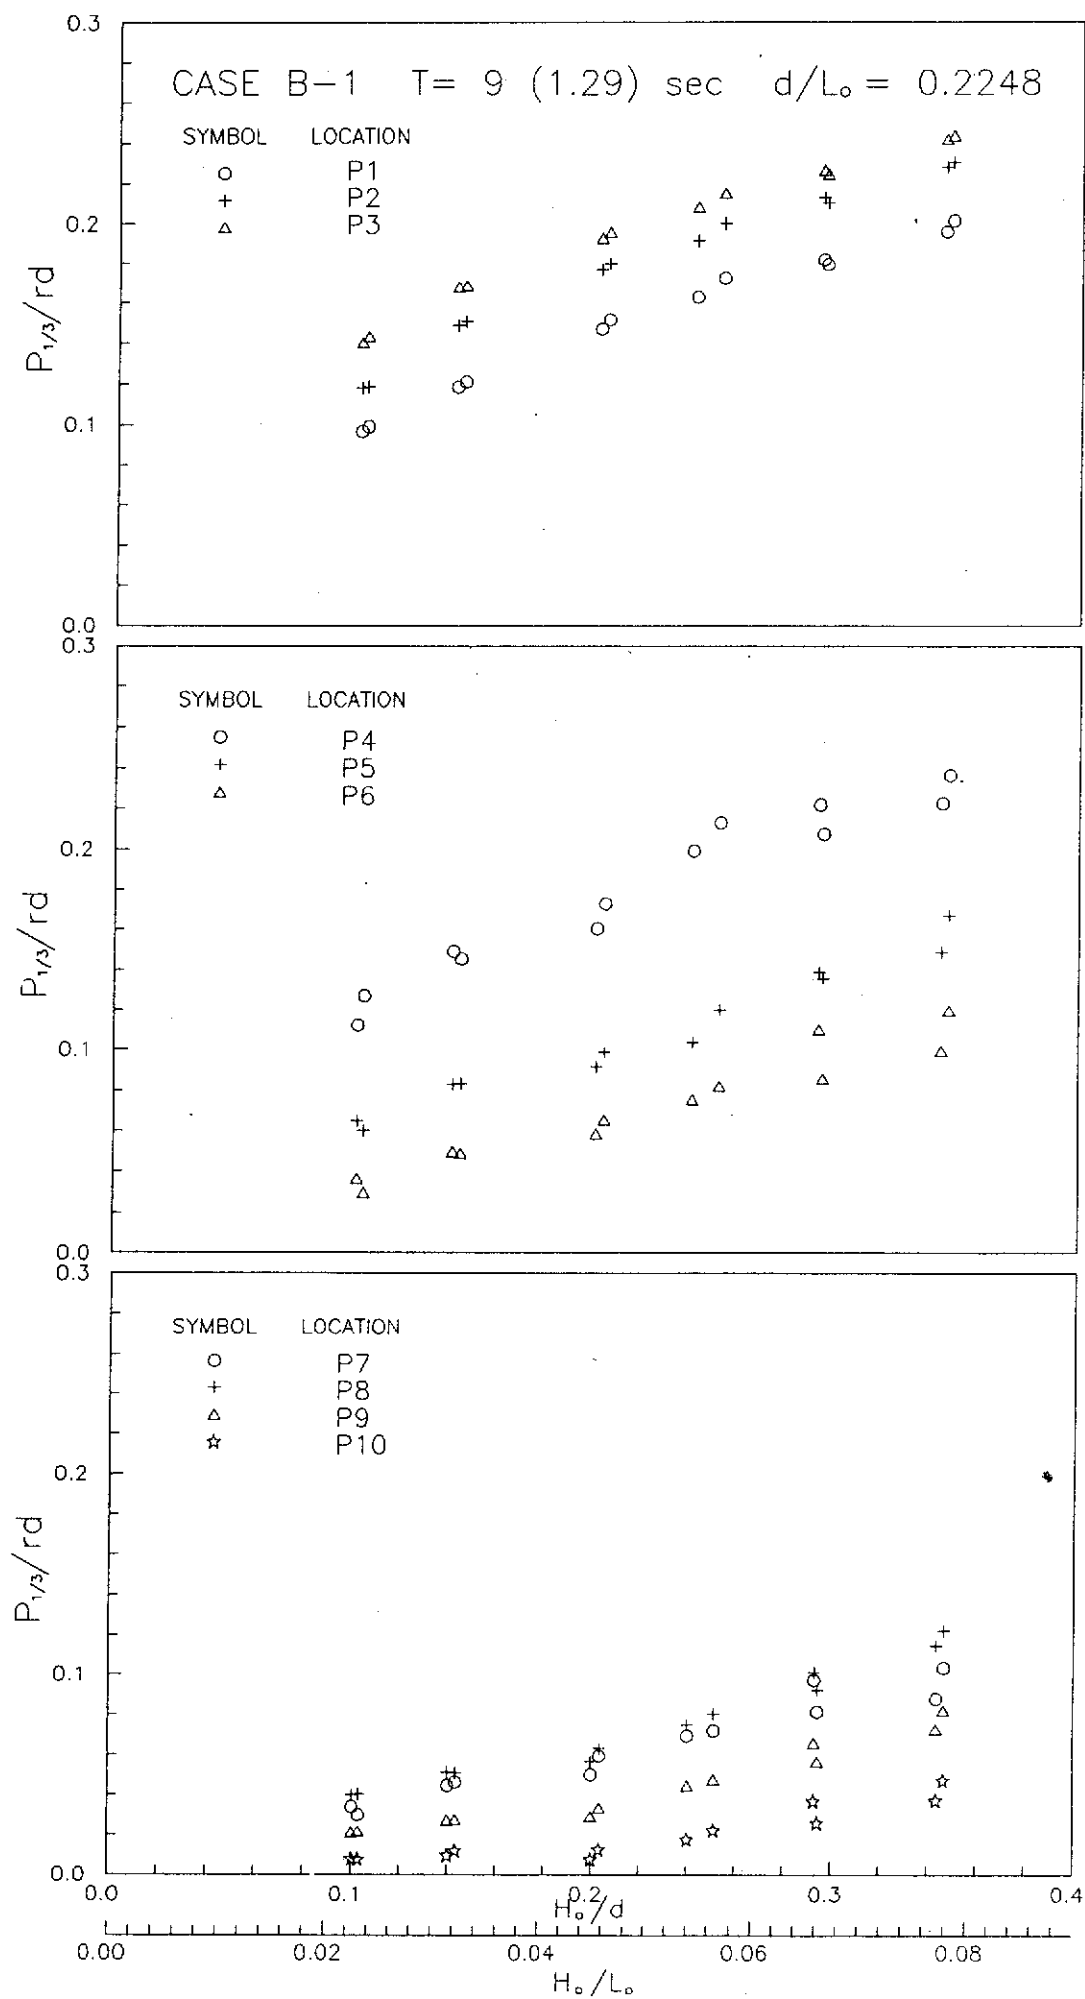 0.3
CASE B-1 T= 9 (1.29) sec d/Lₒ = 0.2248
SYMBOL LOCATION
P1
P2
P3
0.2
P₁/₃/rd
0.1
0.0
0.3
SYMBOL LOCATION
P4
P5
P6
0.2
P₁/₃/rd
0.1
0.0
0.3
SYMBOL LOCATION
P7
P8
P9
P10
0.2
P₁/₃/rd
0.1
0.0
0.0 0.1 0.2 0.3 0.4
Hₒ/d
0.00 0.02 0.04 0.06 0.08
Hₒ/Lₒ